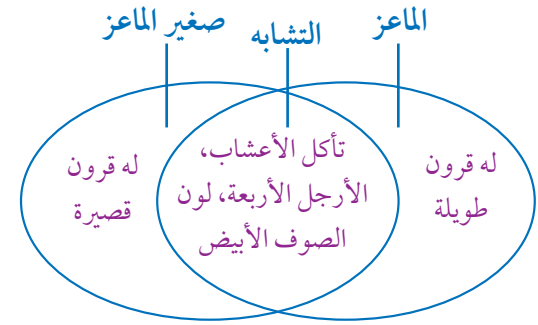 الماعز
التشابه
صغير الماعز
له قرون
طويلة
تأكل الأعشاب،
الأرجل الأربعة، لون
الصوف الأبيض
له قرون
قصيرة